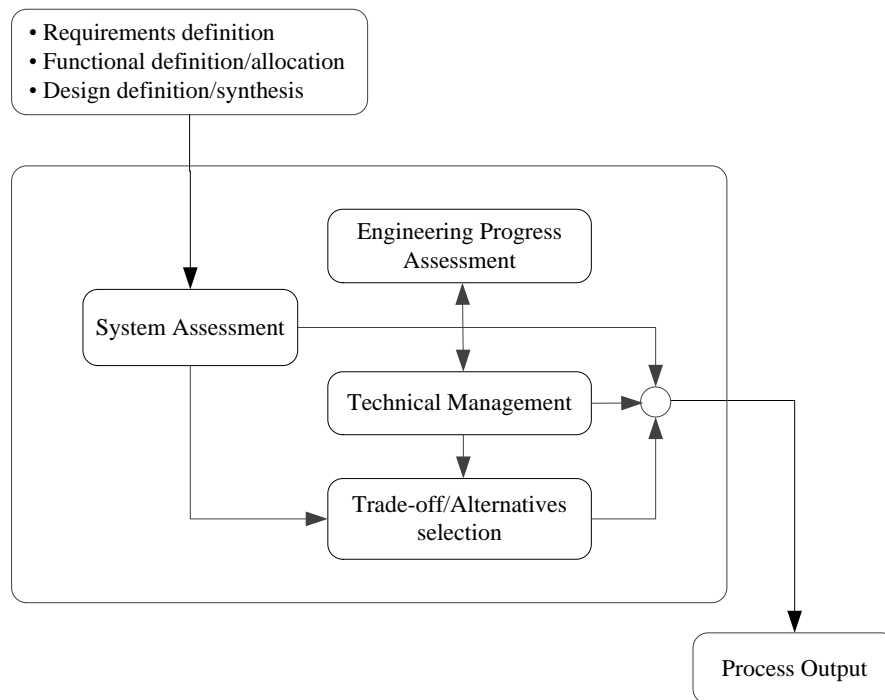 • Requirements definition
• Functional definition/allocation
• Design definition/synthesis
Engineering Progress
Assessment
System Assessment
Technical Management
Trade-off/Alternatives
selection
Process Output